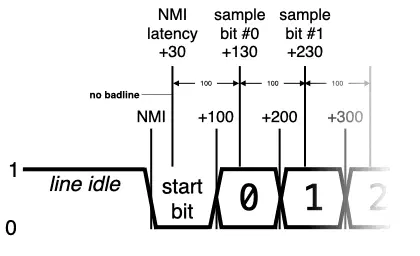 NMI
latency
+30
sample
bit #0
+130
sample
bit #1
+230
100
100
100
no badline
NMI
+100
+200
+300
1
line idle
start
bit
0
1
2
0